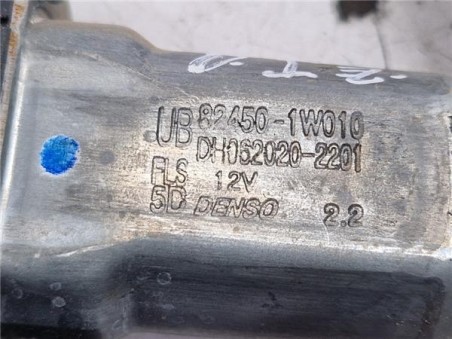 UB 82450-1W010
DH062020-2201
FLS 12V
5D DENSO 2.2